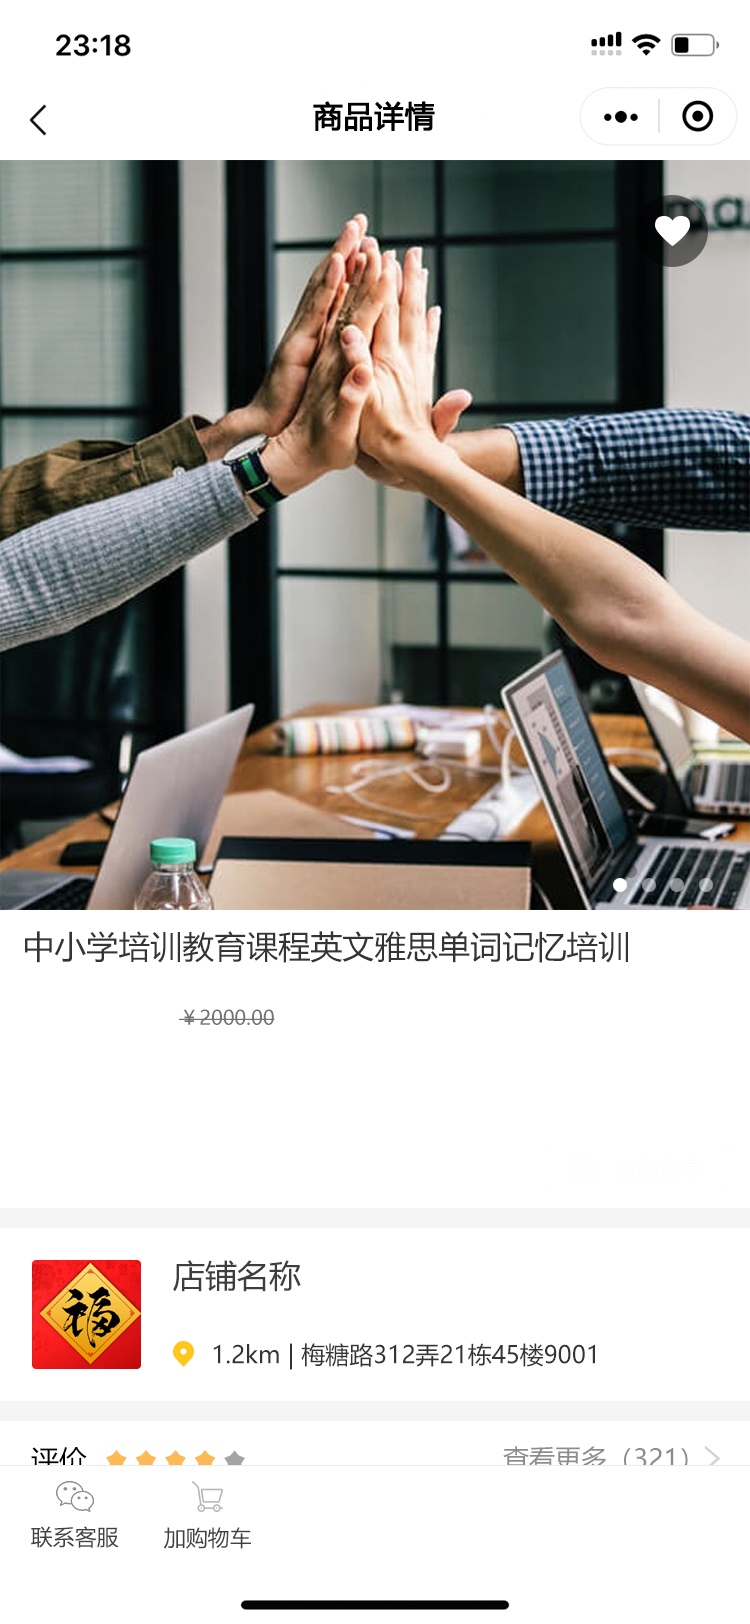 23:18
商品详情
ma
中小学培训教育课程英文雅思单词记忆培训
¥2000.00
福
店铺名称
1.2km | 梅糖路312弄21栋45楼9001
评价
查看更多（321）
联系客服
加购物车